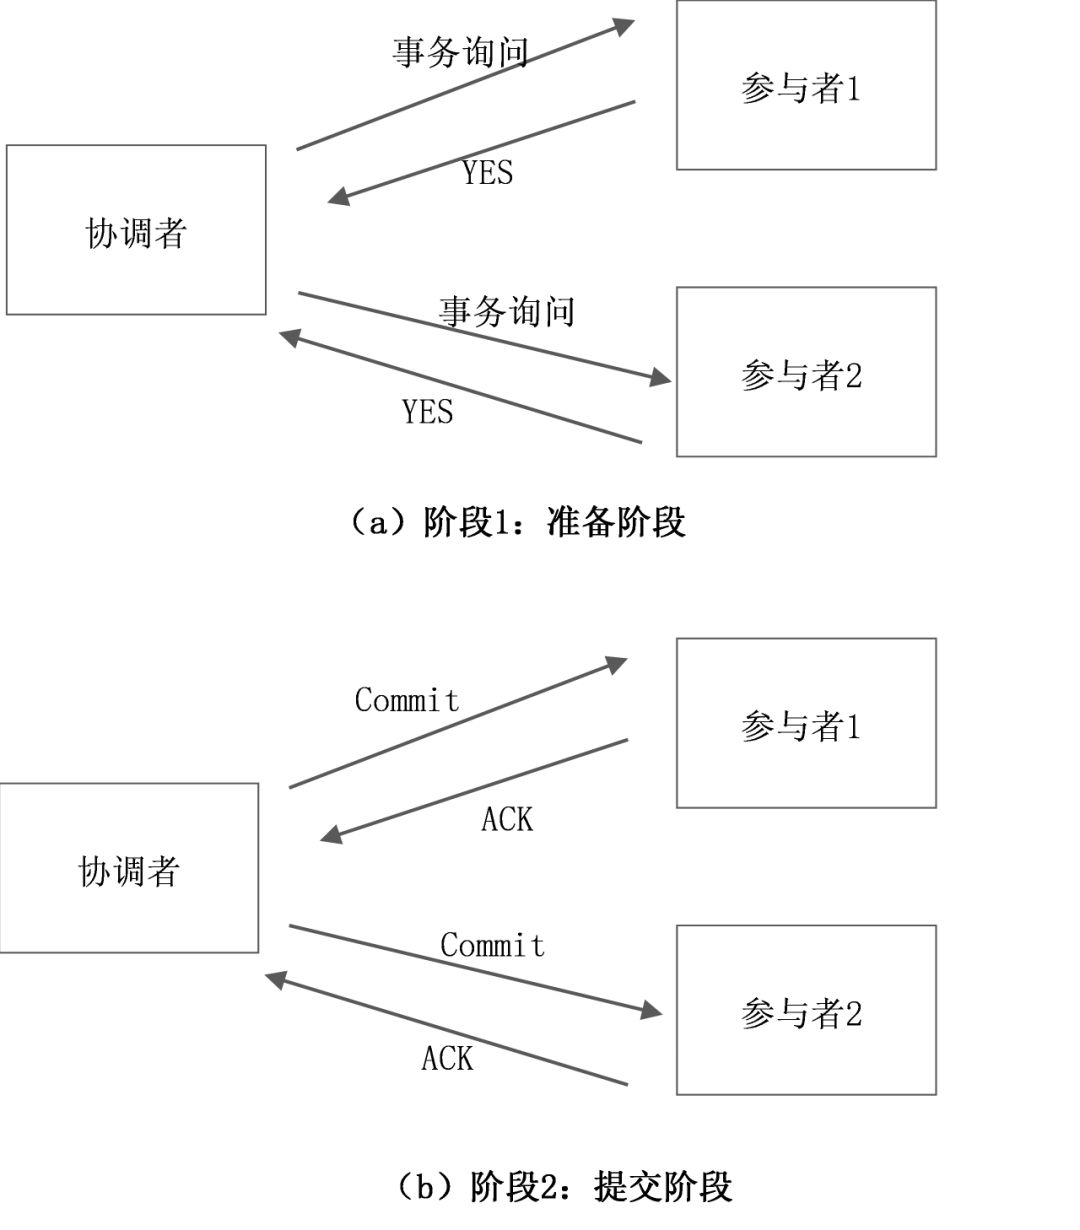 事务询问
参与者1
YES
协调者
事务询问
参与者2
YES
（a）阶段1：准备阶段
Commit
参与者1
ACK
协调者
Commit
参与者2
ACK
（b）阶段2：提交阶段